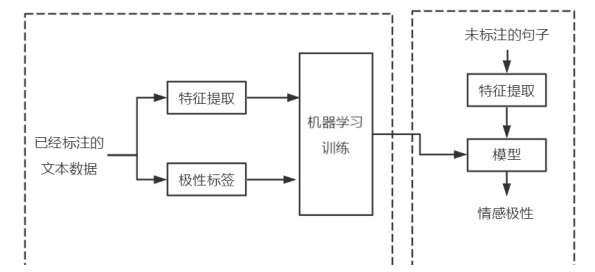 已经标注的
文本数据
特征提取
极性标签
机器学习
训练
未标注的句子
特征提取
模型
情感极性